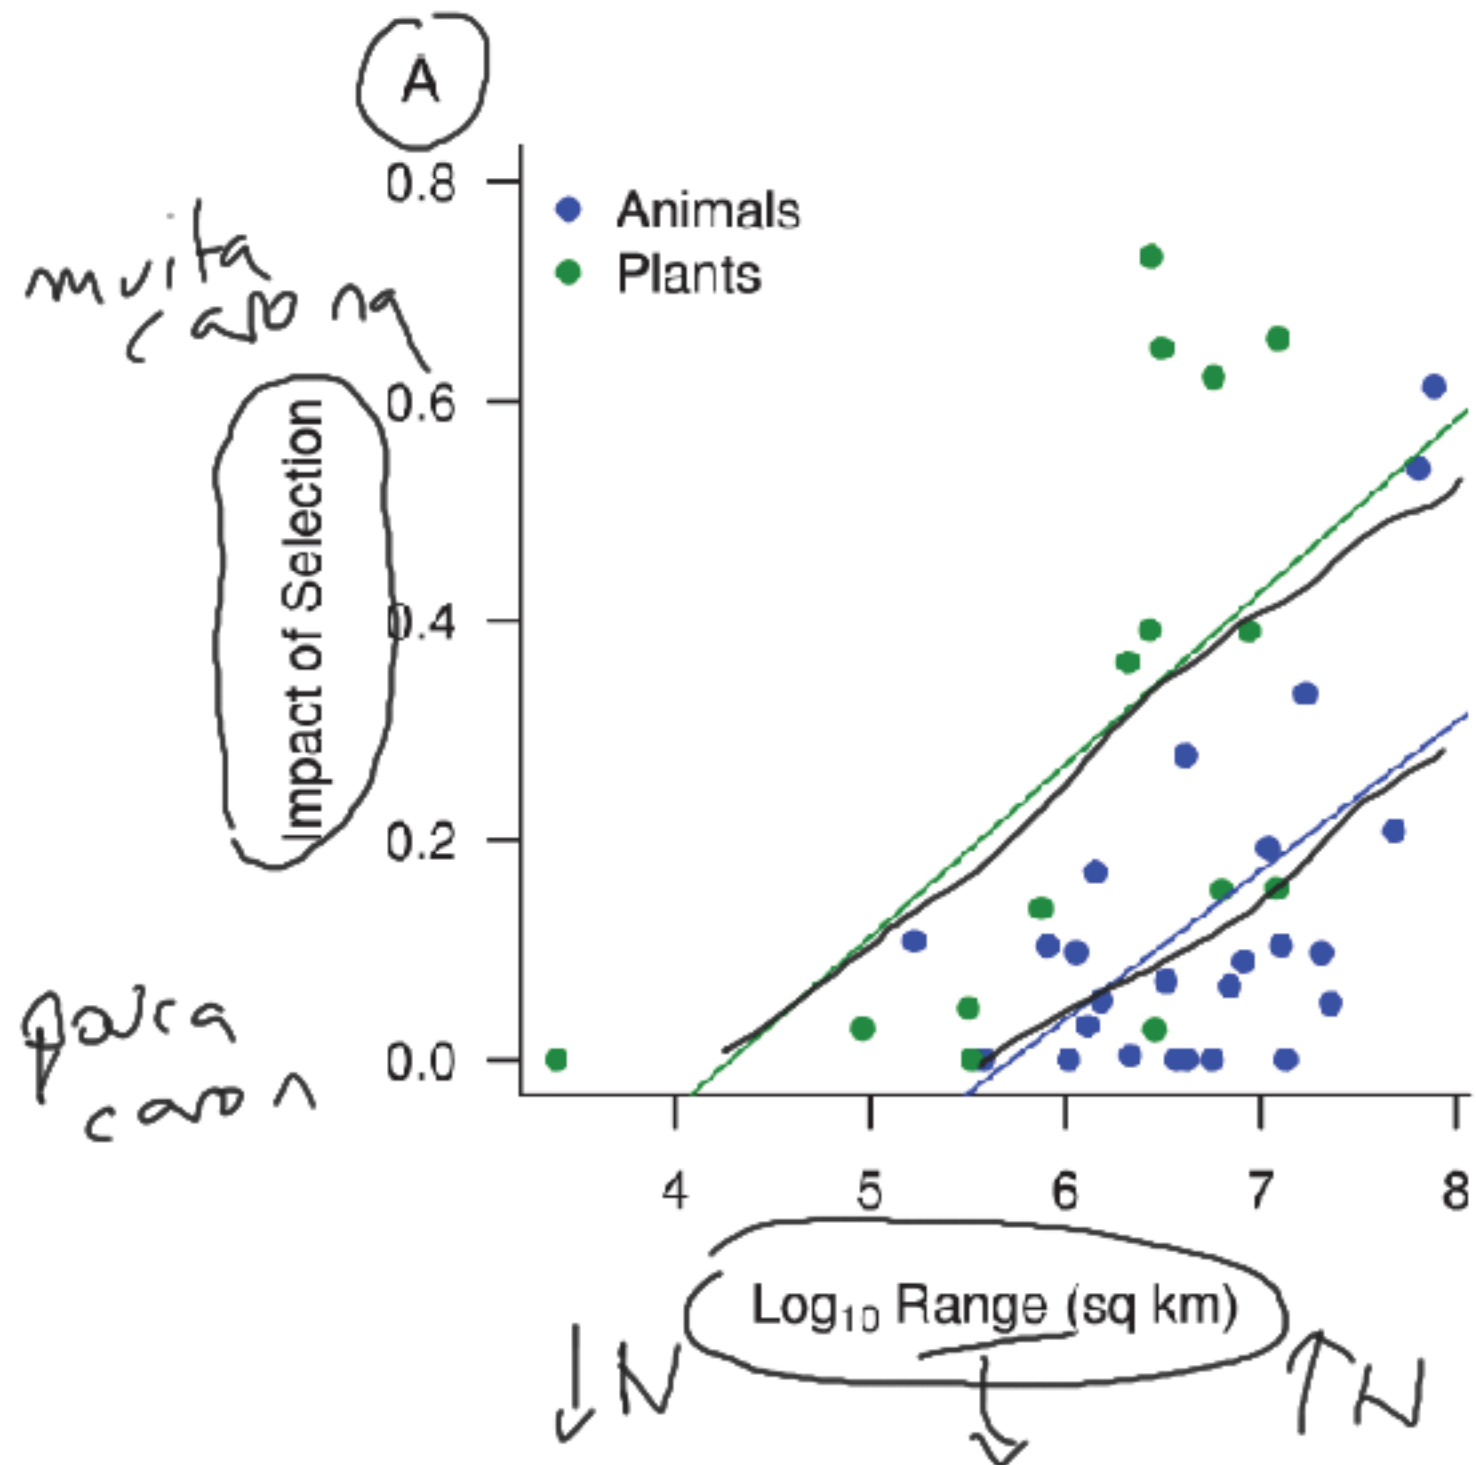 A
0.8
Animals
Plants
muita
carona
0.6
Impact of Selection
0.4
0.2
pouca
carona
0.0
4 5 6 7 8
Log₁₀ Range (sq km)
↓N
↑N